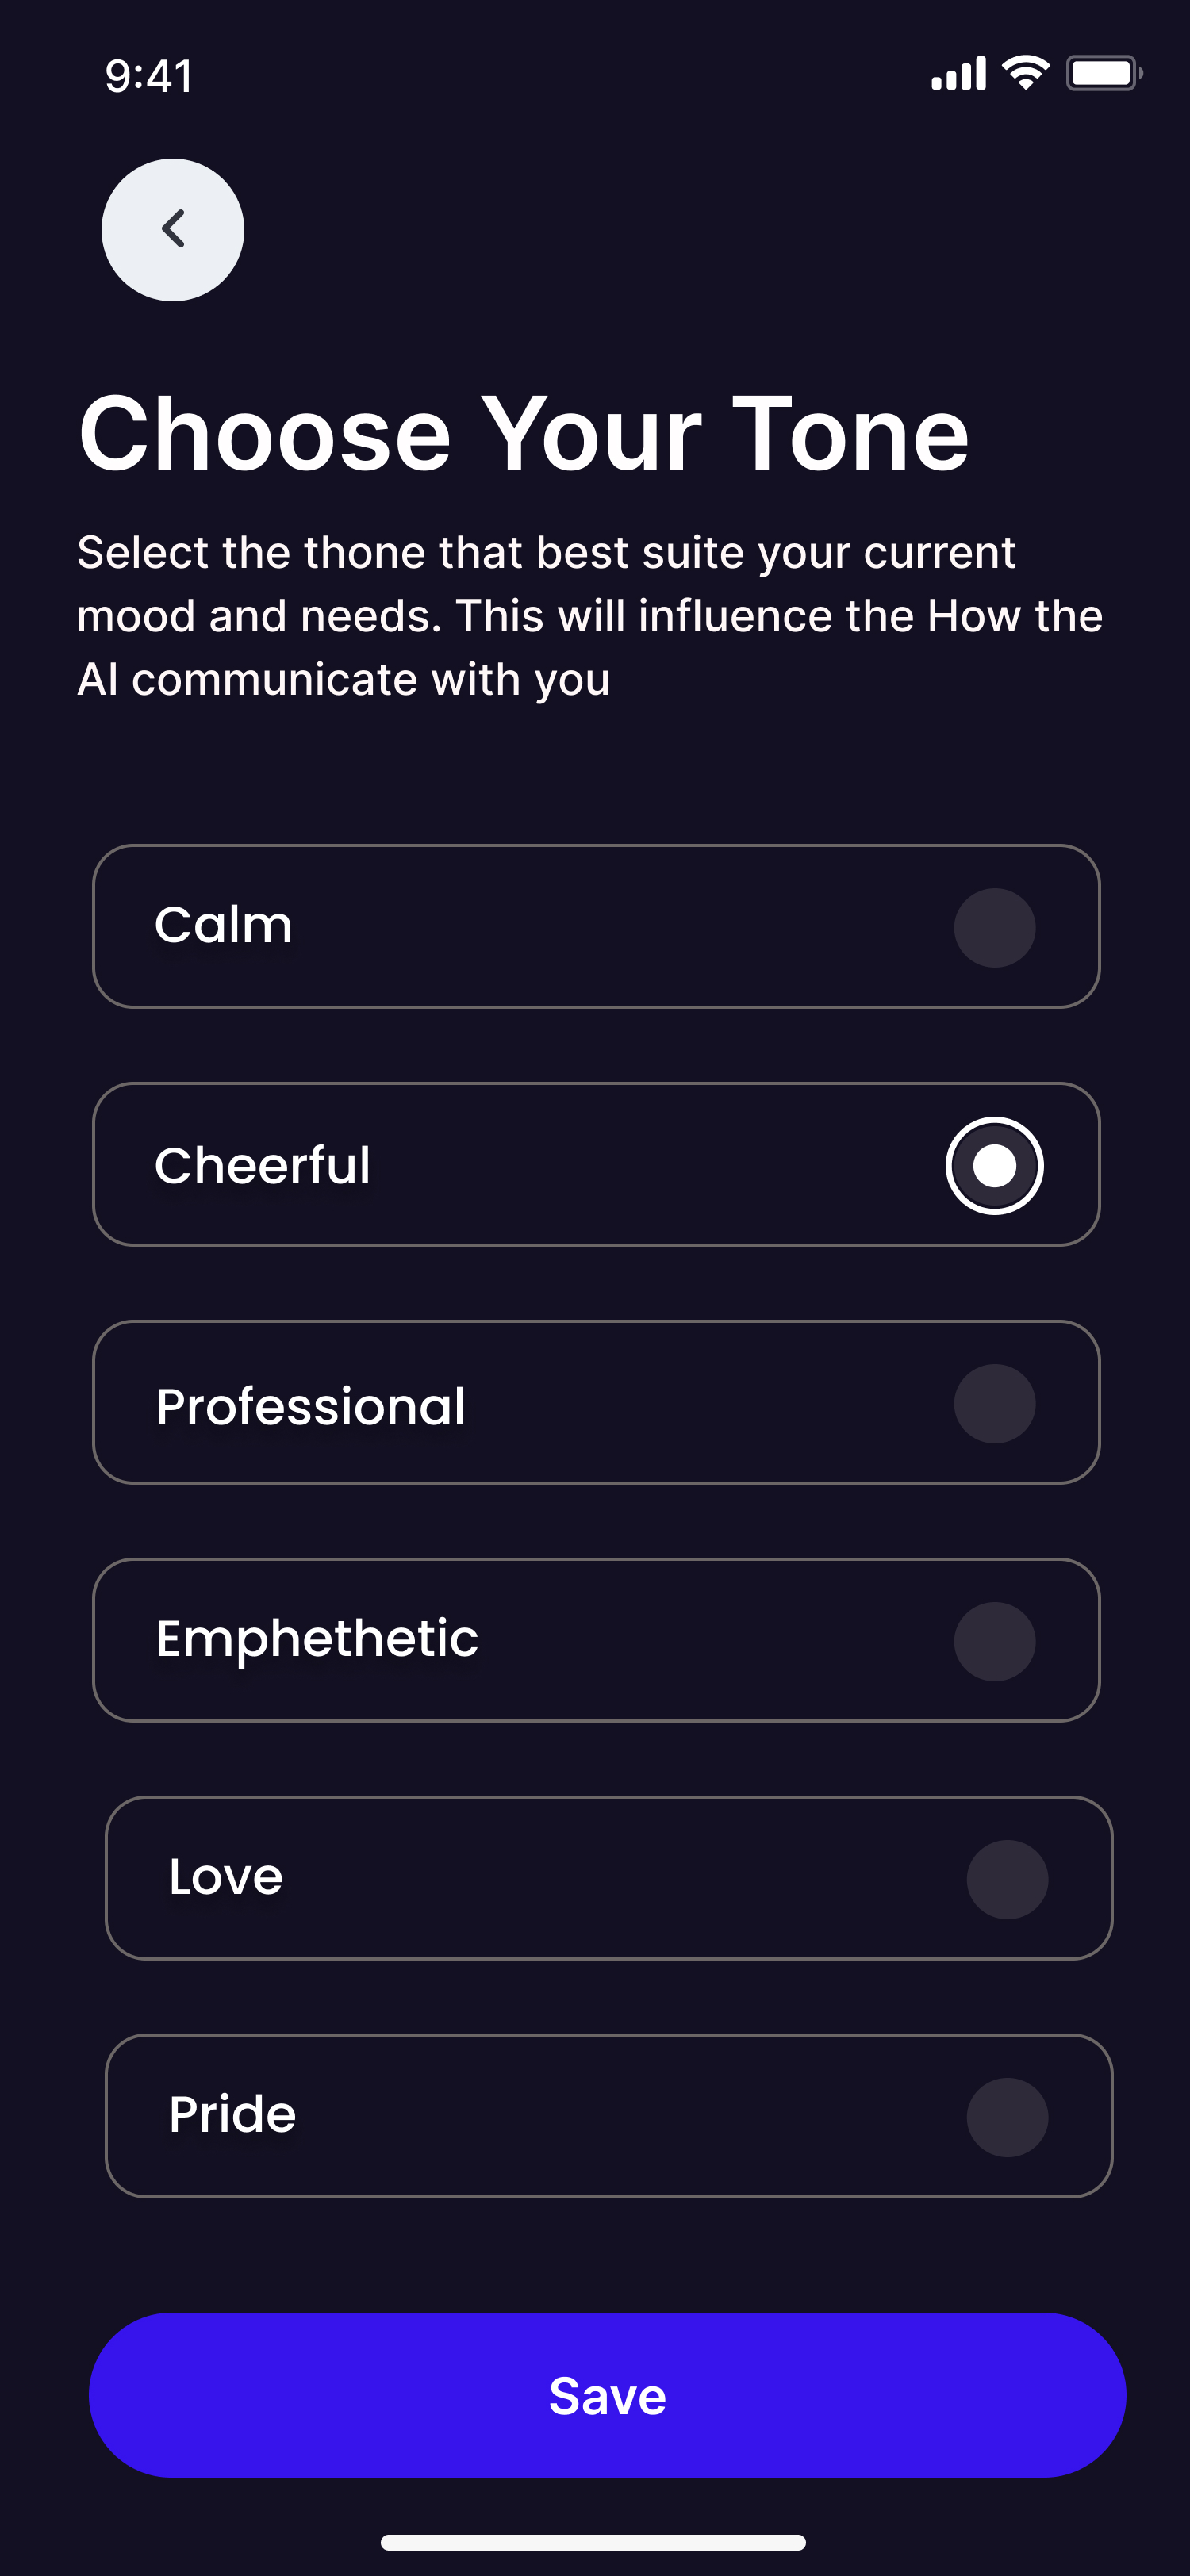 9:41
Choose Your Tone
Select the thone that best suite your current
mood and needs. This will influence the How the
AI communicate with you
Calm
Cheerful
Professional
Emphethetic
Love
Pride
Save